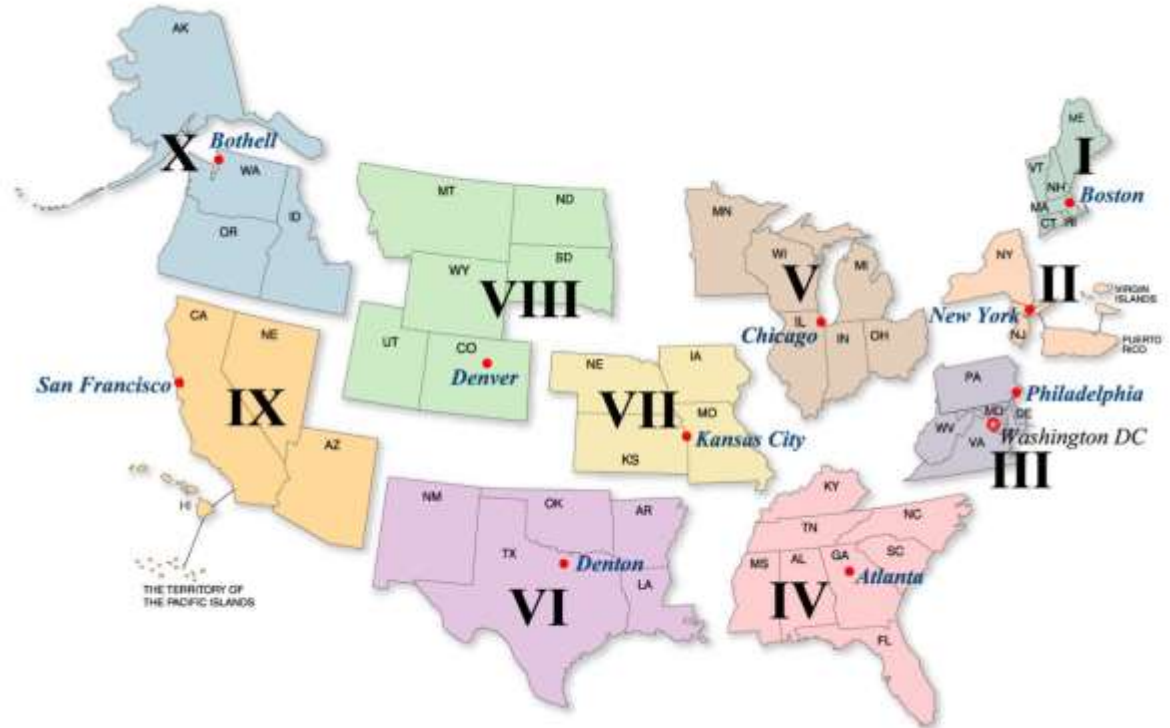 AK
X
Bothell
WA
OR
ID
MT
ND
SD
WY
VIII
UT
CO
Denver
CA
NE
San Francisco
IX
AZ
HI
THE TERRITORY OF
THE PACIFIC ISLANDS
MN
WI
MI
V
IL
IN
OH
Chicago
NE
IA
VII
MO
KS
Kansas City
NM
OK
AR
TX
LA
Denton
VI
ME
VT
NH
I
MA
CT
RI
Boston
NY
II
VIRGIN
ISLANDS
New York
NJ
PUERTO
RICO
PA
Philadelphia
MD
DE
WV
VA
Washington DC
III
KY
TN
NC
SC
MS
AL
GA
Atlanta
IV
FL